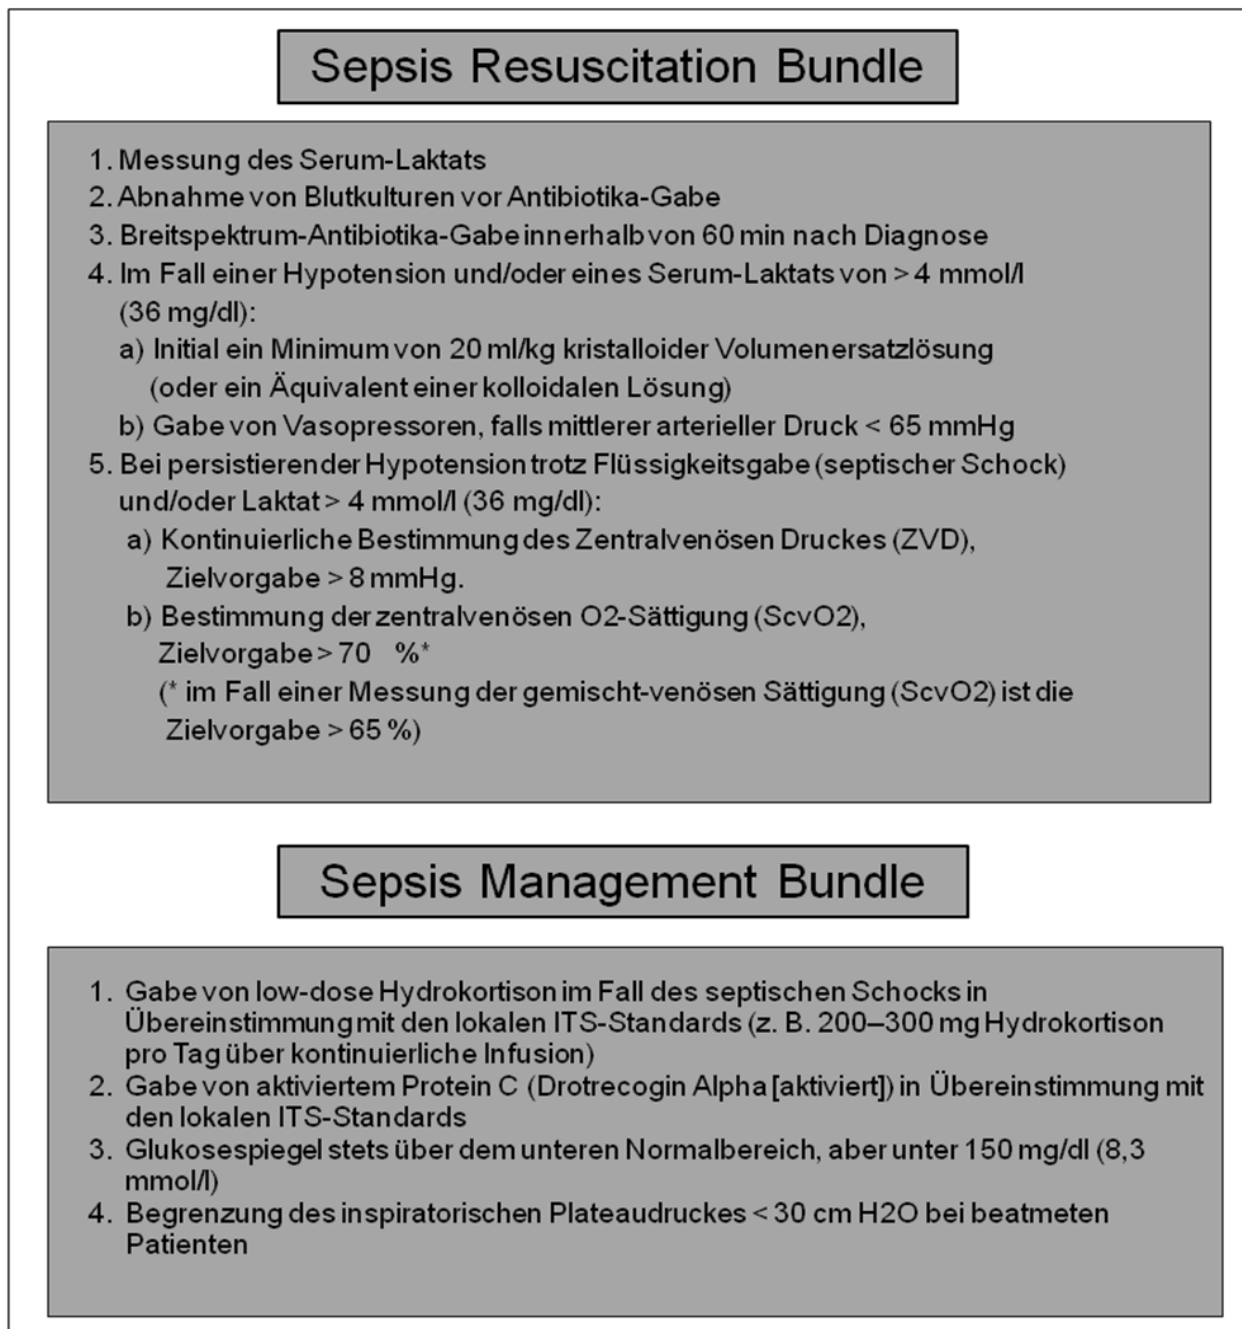 Sepsis Resuscitation Bundle
1. Messung des Serum-Laktats
2. Abnahme von Blutkulturen vor Antibiotika-Gabe
3. Breitspektrum-Antibiotika-Gabe innerhalb von 60 min nach Diagnose
4. Im Fall einer Hypotension und/oder eines Serum-Laktats von > 4 mmol/l
(36 mg/dl):
a) Initial ein Minimum von 20 ml/kg kristalloider Volumenersatzlösung
(oder ein Äquivalent einer kolloidalen Lösung)
b) Gabe von Vasopressoren, falls mittlerer arterieller Druck < 65 mmHg
5. Bei persistierender Hypotension trotz Flüssigkeitsgabe (septischer Schock)
und/oder Laktat > 4 mmol/l (36 mg/dl):
a) Kontinuierliche Bestimmung des Zentralvenösen Druckes (ZVD),
Zielvorgabe > 8 mmHg.
b) Bestimmung der zentralvenösen O2-Sättigung (ScvO2),
Zielvorgabe > 70 %*
(* im Fall einer Messung der gemischt-venösen Sättigung (ScvO2) ist die
Zielvorgabe > 65 %)
Sepsis Management Bundle
1. Gabe von low-dose Hydrokortison im Fall des septischen Schocks in
Übereinstimmung mit den lokalen ITS-Standards (z. B. 200–300 mg Hydrokortison
pro Tag über kontinuierliche Infusion)
2. Gabe von aktiviertem Protein C (Drotrecogin Alpha [aktiviert]) in Übereinstimmung mit
den lokalen ITS-Standards
3. Glukosespiegel stets über dem unteren Normalbereich, aber unter 150 mg/dl (8,3
mmol/l)
4. Begrenzung des inspiratorischen Plateaudruckes < 30 cm H2O bei beatmeten
Patienten